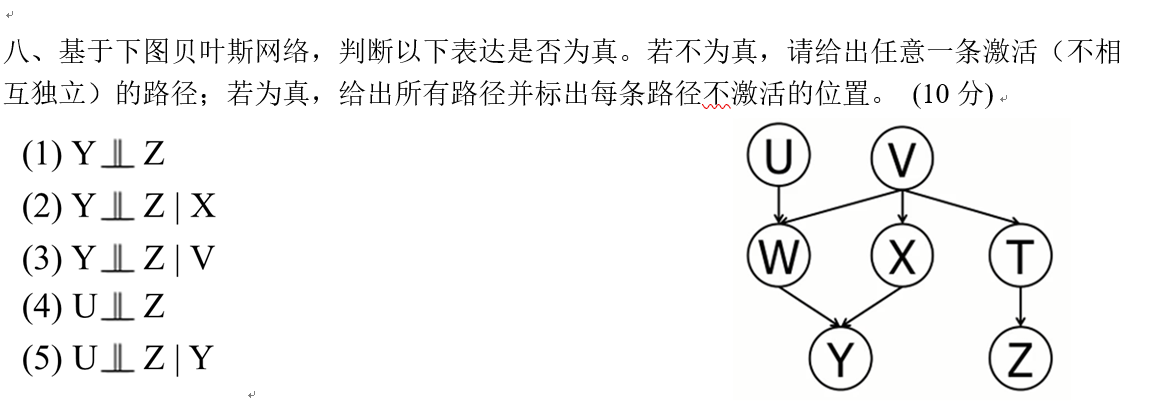 八、基于下图贝叶斯网络，判断以下表达是否为真。若不为真，请给出任意一条激活（不相
互独立）的路径；若为真，给出所有路径并标出每条路径不激活的位置。 (10 分)
(1) Y⫫ Z
(2) Y⫫ Z | X
(3) Y⫫ Z | V
(4) U⫫ Z
(5) U⫫ Z | Y
U V
W X T
Y Z